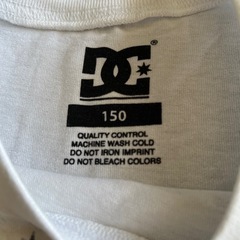 DC
®
150
QUALITY CONTROL
MACHINE WASH COLD
DO NOT IRON IMPRINT
DO NOT BLEACH COLORS